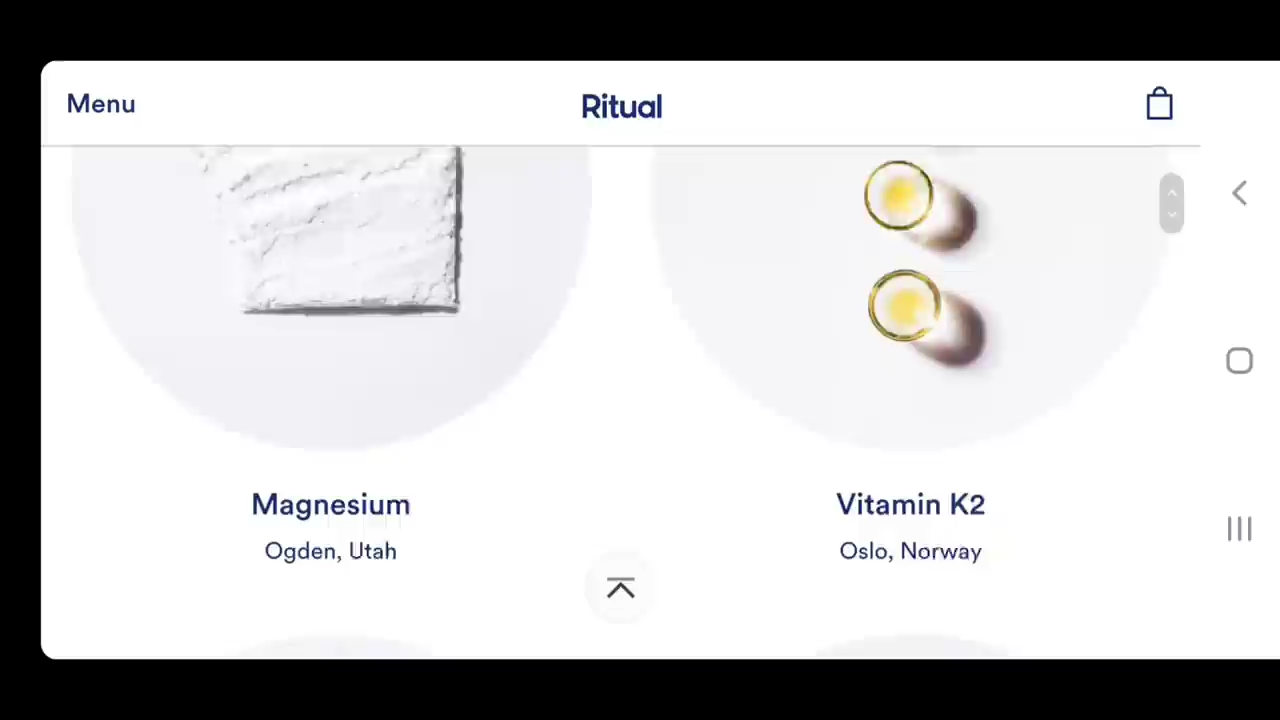 Menu
Ritual
Magnesium
Vitamin K2
Ogden, Utah
Oslo, Norway